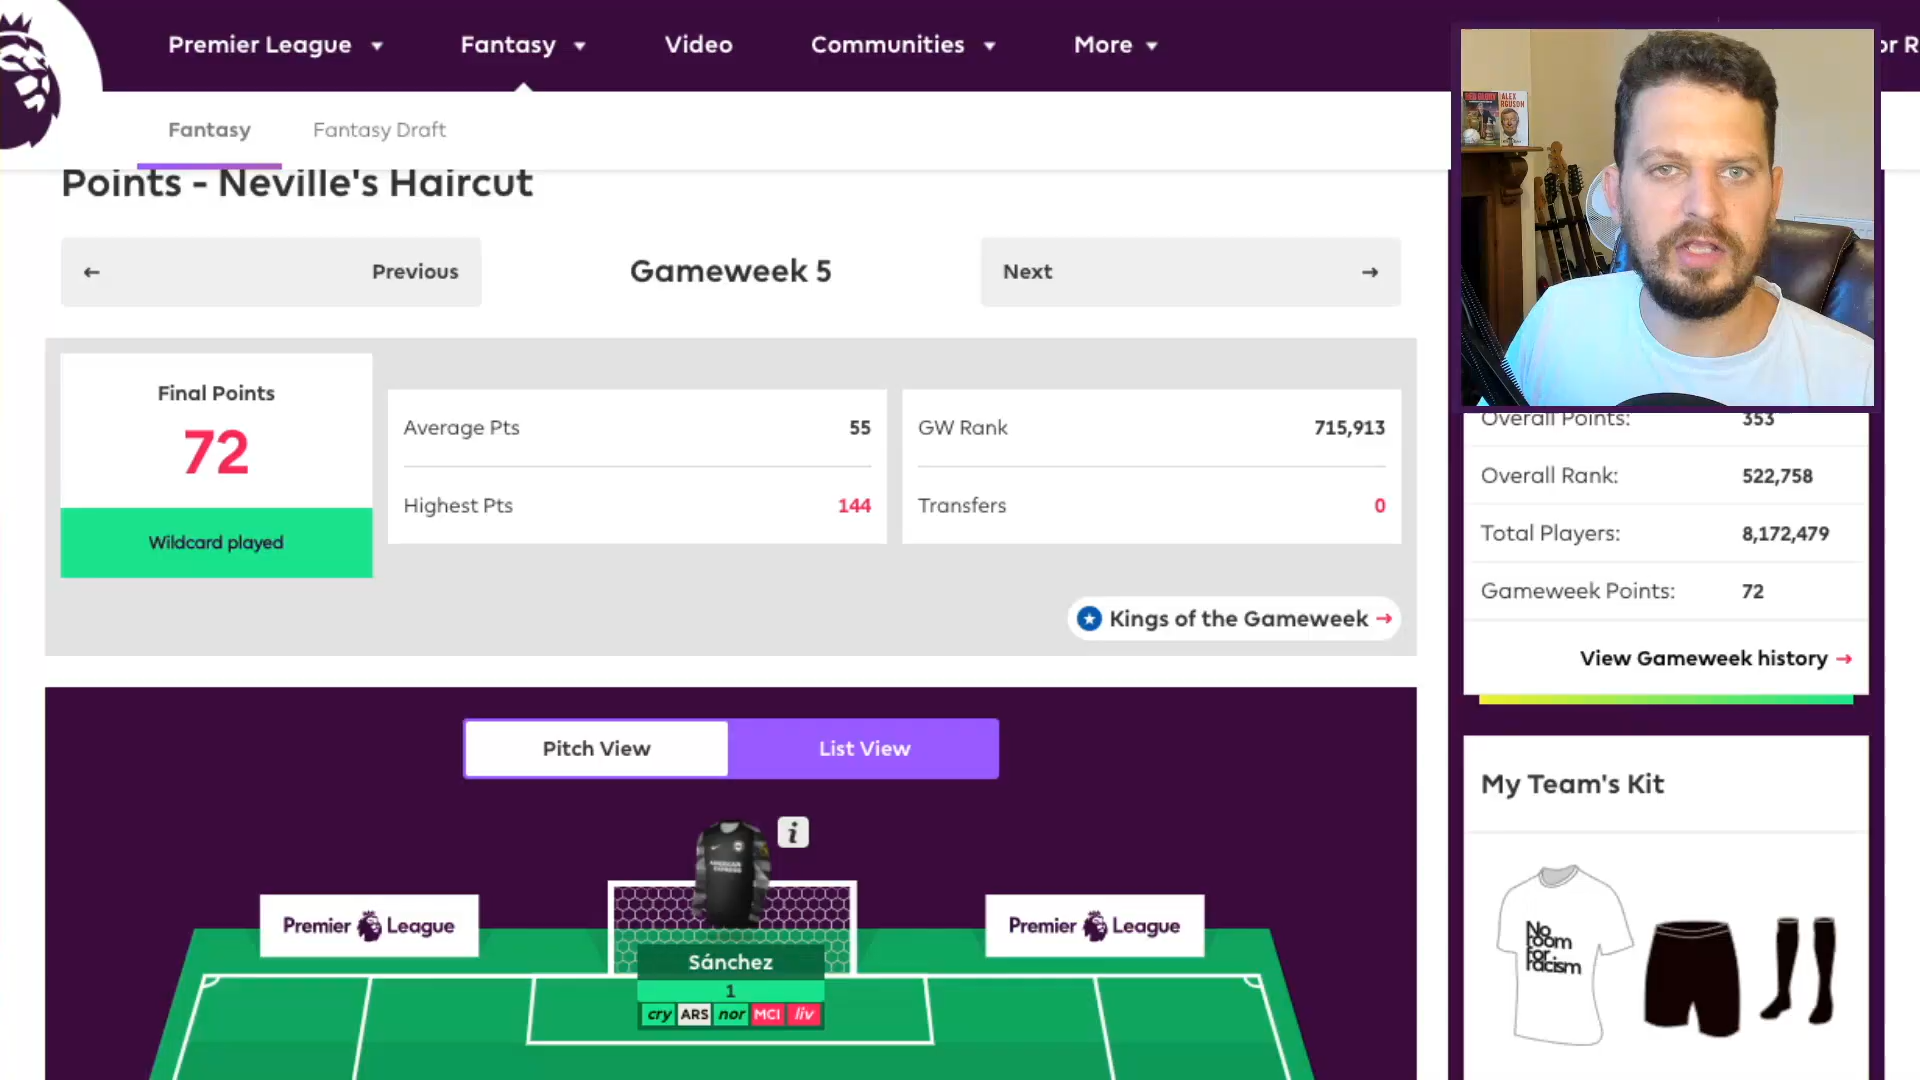 Premier League
Fantasy
Video
Communities
More
or R
Fantasy
Fantasy Draft
Points - Neville's Haircut
← Previous
Gameweek 5
Next →
Final Points
72
Wildcard played
Average Pts 55
Highest Pts 144
GW Rank 715,913
Transfers 0
Kings of the Gameweek →
Pitch View
List View
i
AMERICAN
EXPRESS
Premier League
Premier League
Sánchez
1
cry ARS nor MCI liv
ALEX
Overall Points: 353
Overall Rank: 522,758
Total Players: 8,172,479
Gameweek Points: 72
View Gameweek history →
My Team's Kit
No
room
for
racism